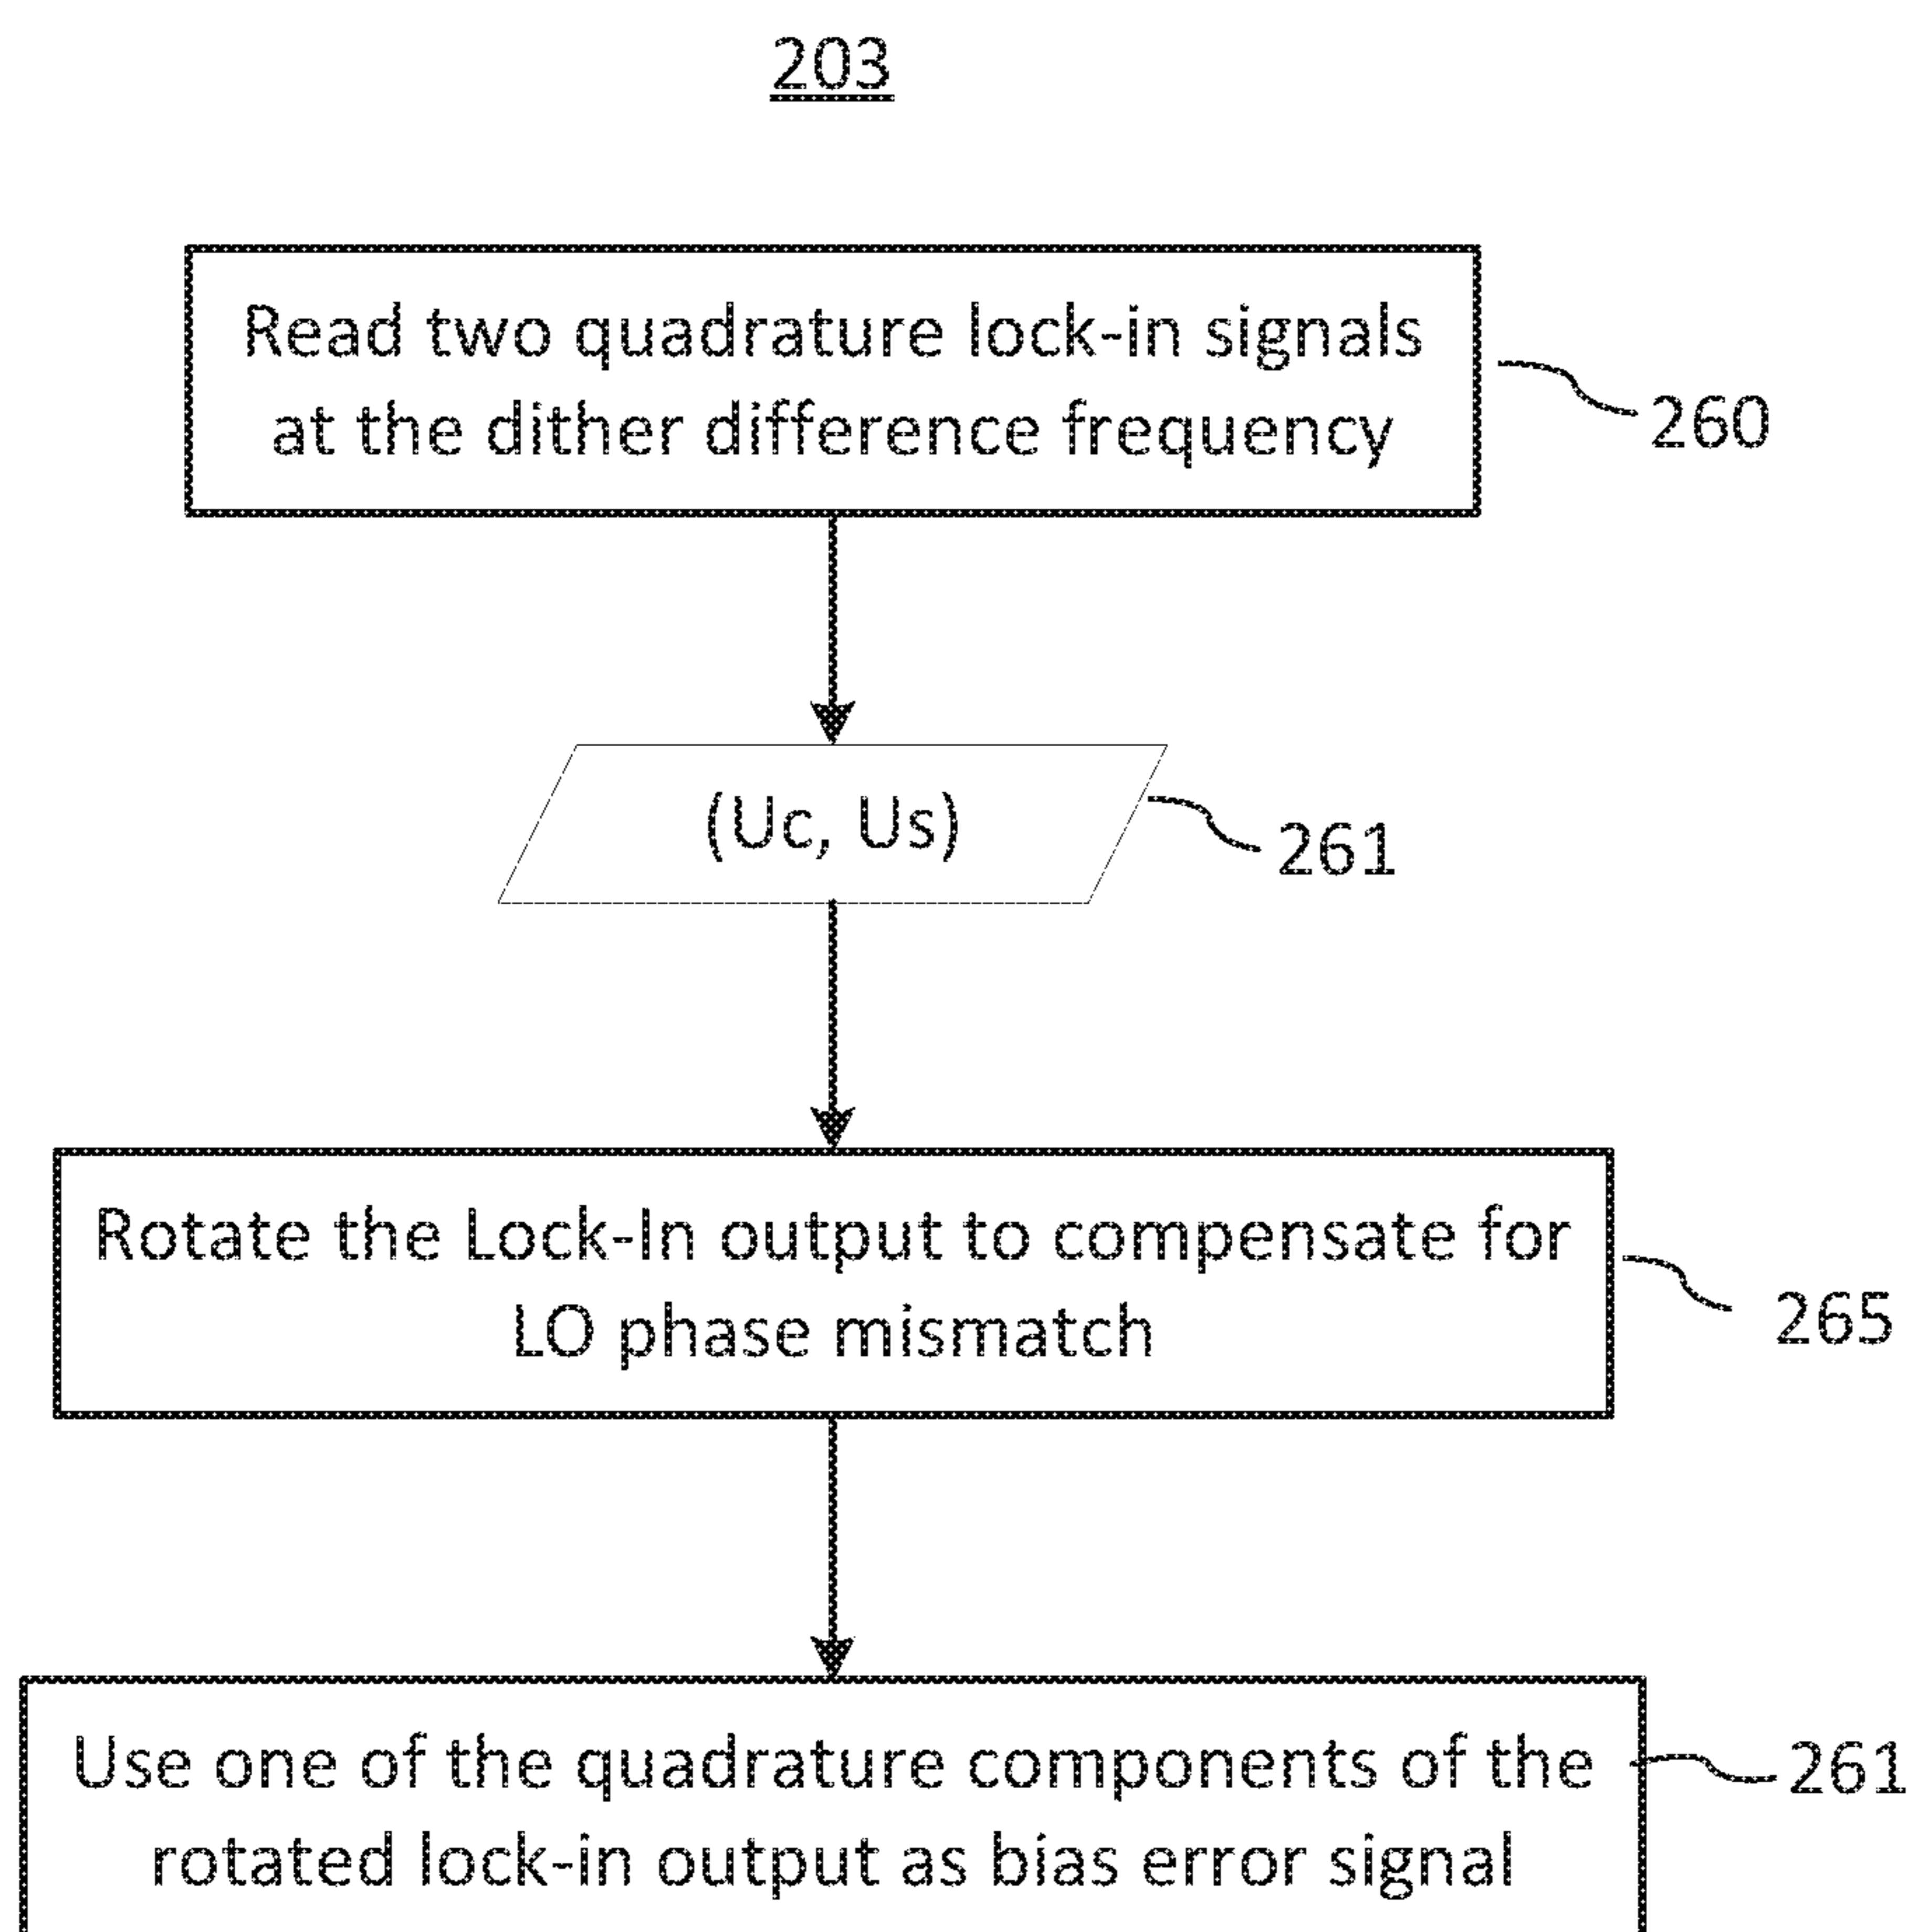 203
Read two quadrature lock-in signals
at the dither difference frequency
260
(Uc, Us)
261
Rotate the Lock-In output to compensate for
LO phase mismatch
265
Use one of the quadrature components of the
rotated lock-in output as bias error signal
261